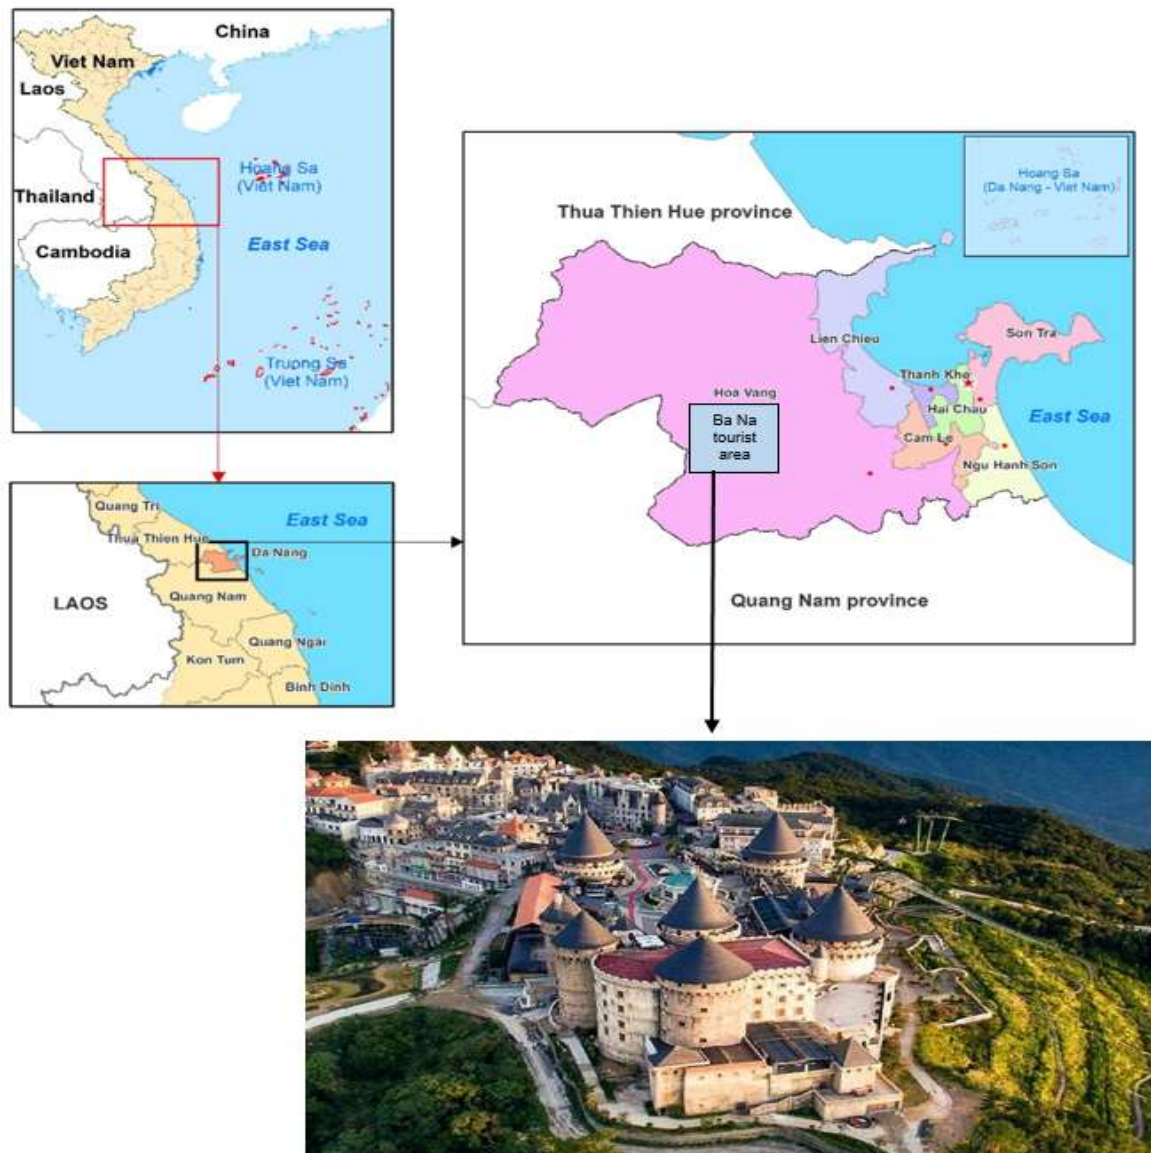 China
Viet Nam
Laos
Hoang Sa
(Viet Nam)
Thailand
East Sea
Cambodia
Truong Sa
(Viet Nam)
Hoang Sa
(Da Nang - Viet Nam)
Thua Thien Hue province
Son Tra
Lien Chieu
Thanh Khe
Hoa Vang
Hai Chau
East Sea
Ba Na
tourist
area
Cam Le
Ngu Hanh Son
Quang Nam province
Quang Tri
East Sea
Thua Thien Hue
Da Nang
LAOS
Quang Nam
Quang Ngai
Kon Tum
Binh Dinh